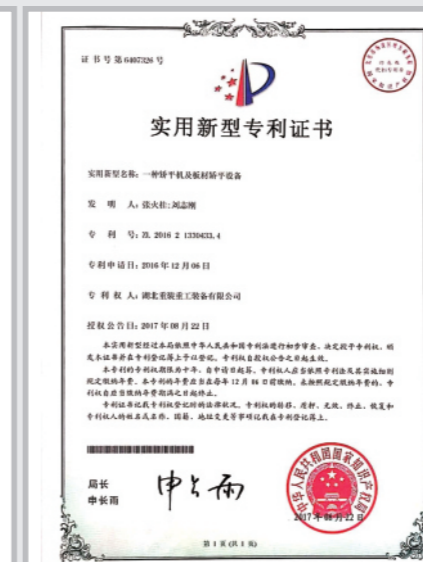 证书号第6407326号
实用新型专利证书
实用新型名称：一种矫平机及板材矫平设备
发明人：张火柱;刘志刚
专利号：ZL 2016 2 1330433.4
专利申请日：2016年12月06日
专利权人：湖北重装重工装备有限公司
授权公告日：2017年08月22日
本实用新型经过本局依照中华人民共和国专利法进行初步审查，决定授予专利权，颁
发本证书并在专利登记簿上予以登记。专利权自授权公告之日起生效。
本专利的专利权期限为十年，自申请日起算。专利权人应当依照专利法及其实施细则
规定缴纳年费。本专利的年费应当在每年12月06日前缴纳。未按照规定缴纳年费的，专
利权自应当缴纳年费期满之日起终止。
专利证书记载专利权登记时的法律状况。专利权的转移、质押、无效、终止、恢复和
专利权人的姓名或名称、国籍、地址变更等事项记载在专利登记簿上。
局长
申长雨
申长雨
中华人民共和国国家知识产权局
2017年08月22日
第 1 页 (共 1 页)